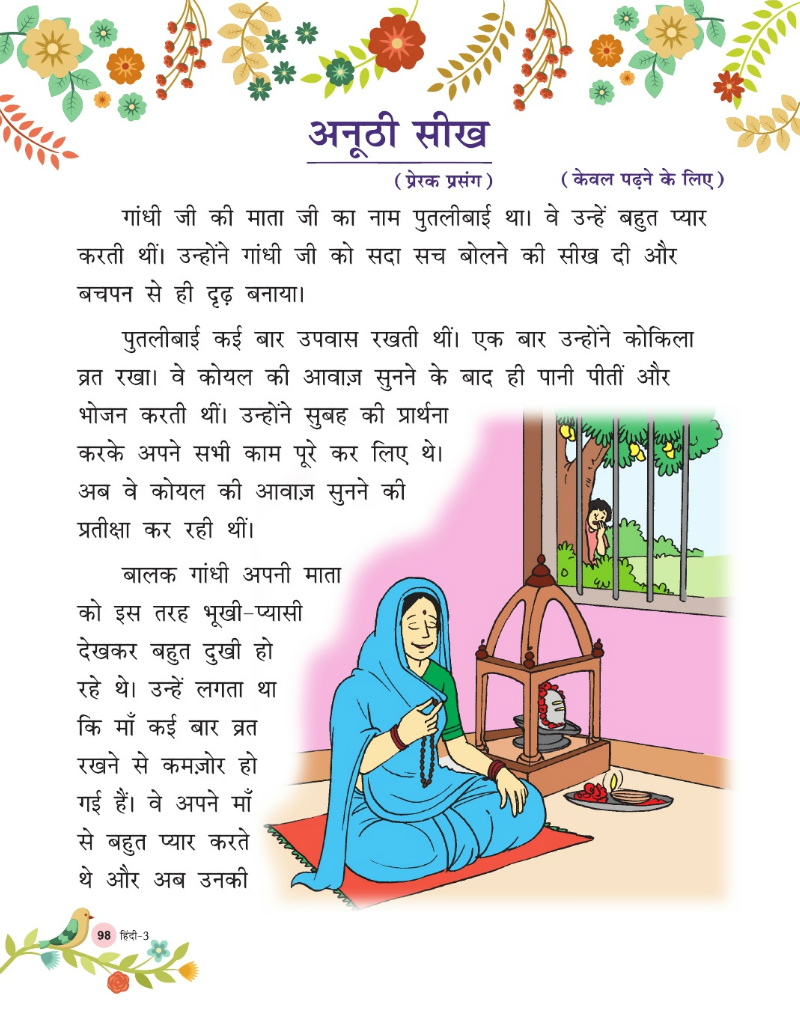 अनूठी सीख
(प्रेरक प्रसंग) (केवल पढ़ने के लिए)
गांधी जी की माता जी का नाम पुतलीबाई था। वे उन्हें बहुत प्यार
करती थीं। उन्होंने गांधी जी को सदा सच बोलने की सीख दी और
बचपन से ही दृढ़ बनाया।
पुतलीबाई कई बार उपवास रखती थीं। एक बार उन्होंने कोकिला
व्रत रखा। वे कोयल की आवाज़ सुनने के बाद ही पानी पीतीं और
भोजन करती थीं। उन्होंने सुबह की प्रार्थना
करके अपने सभी काम पूरे कर लिए थे।
अब वे कोयल की आवाज़ सुनने की
प्रतीक्षा कर रही थीं।
बालक गांधी अपनी माता
को इस तरह भूखी-प्यासी
देखकर बहुत दुखी हो
रहे थे। उन्हें लगता था
कि माँ कई बार व्रत
रखने से कमज़ोर हो
गई हैं। वे अपने माँ
से बहुत प्यार करते
थे और अब उनकी
98 हिंदी-3